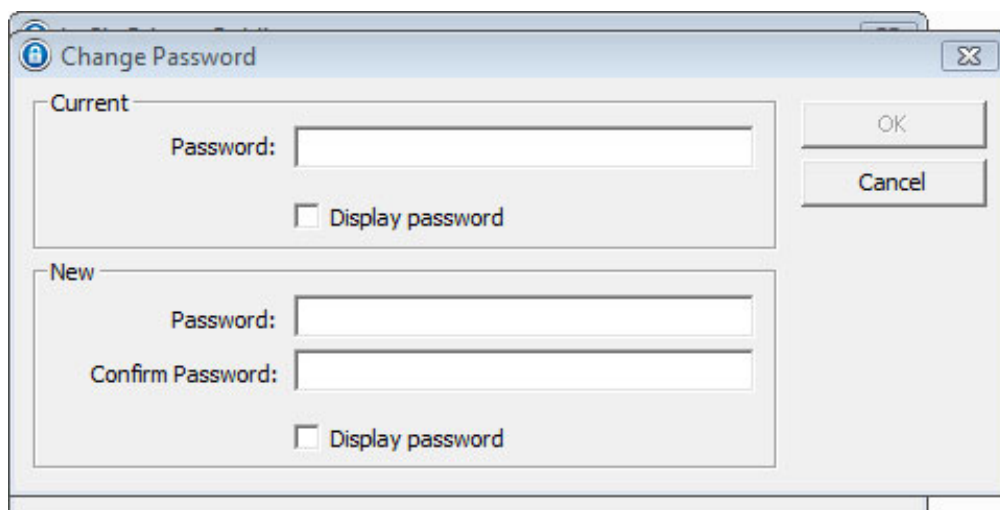 Change Password
Current
OK
Password:
Cancel
Display password
New
Password:
Confirm Password:
Display password